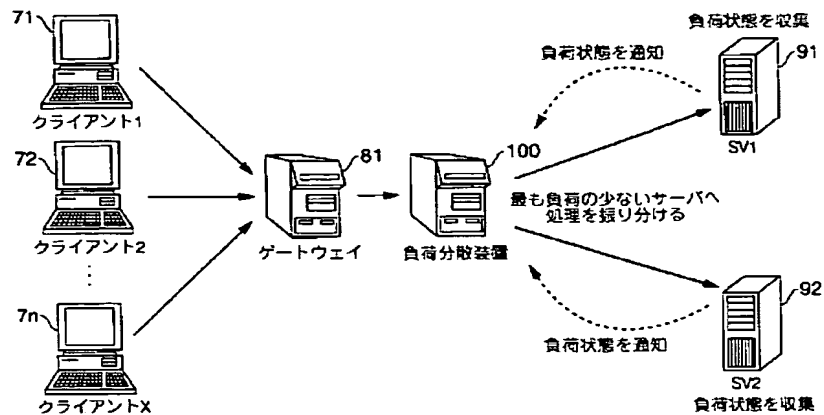 71
クライアント1
72
クライアント2
7n
クライアントX
81
ゲートウェイ
100
負荷分散装置
負荷状態を通知
最も負荷の少ないサーバへ
処理を振り分ける
負荷状態を通知
負荷状態を収集
91
SV1
92
SV2
負荷状態を収集